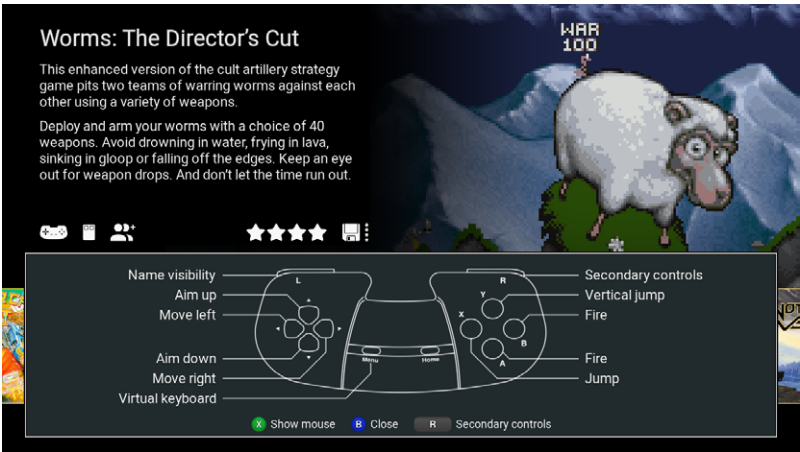 Worms: The Director's Cut
This enhanced version of the cult artillery strategy
game pits two teams of warring worms against each
other using a variety of weapons.
Deploy and arm your worms with a choice of 40
weapons. Avoid drowning in water, frying in lava,
sinking in gloop or falling off the edges. Keep an eye
out for weapon drops. And don't let the time run out.
WAR
100
Name visibility
Aim up
Move left
Aim down
Move right
Virtual keyboard
L
Menu
Home
R
Y
X
B
A
Secondary controls
Vertical jump
Fire
Fire
Jump
X Show mouse B Close R Secondary controls